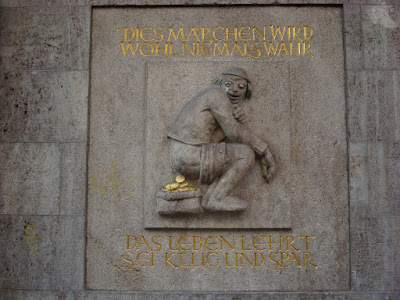 DIES MÄRCHEN WIRD
WOHL NIEMALS WAHR
DAS LEBEN LEHRT
SEI KLUG UND SPAR